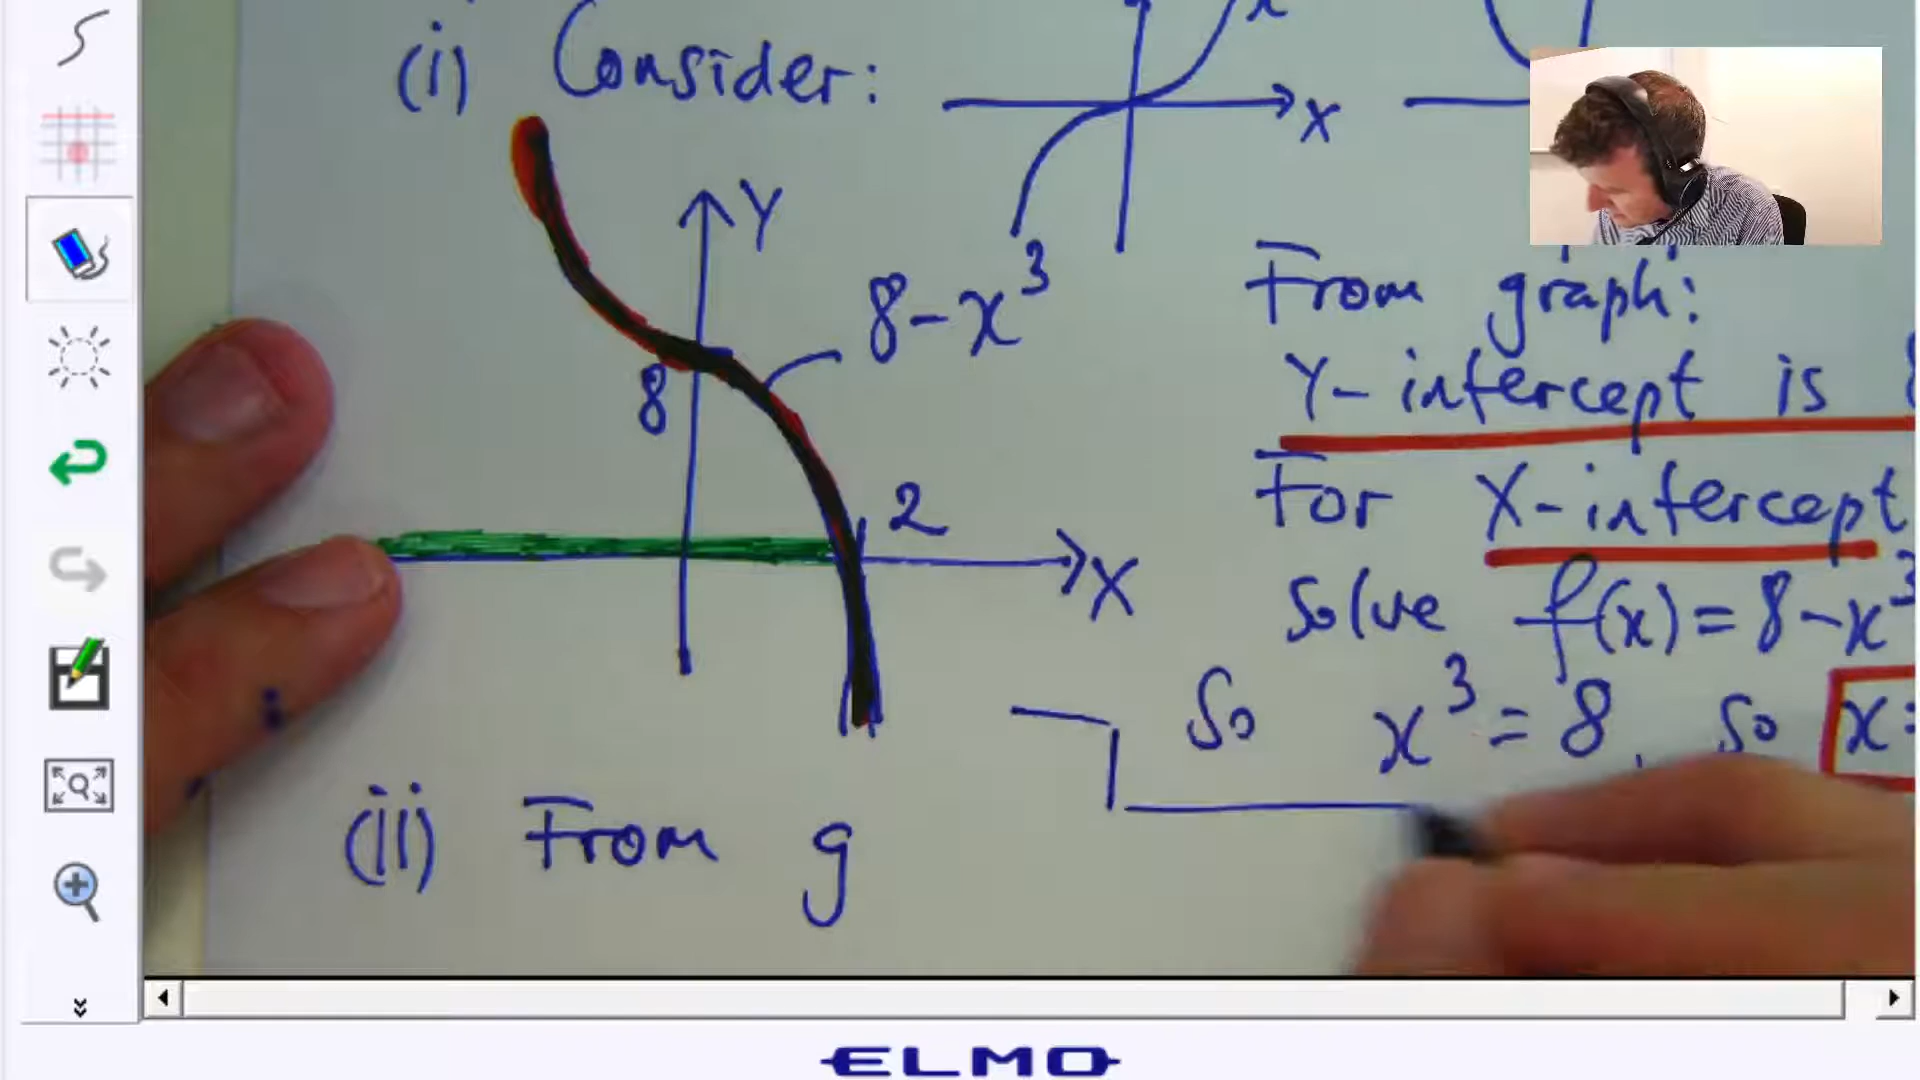 (i) Consider:
x
X
Y
8-x³
8
2
X
From graph:
Y-intercept is
For X-intercept
Solve f(x)=8-x³
So x³=8, so x=
(ii) From g
ELMO